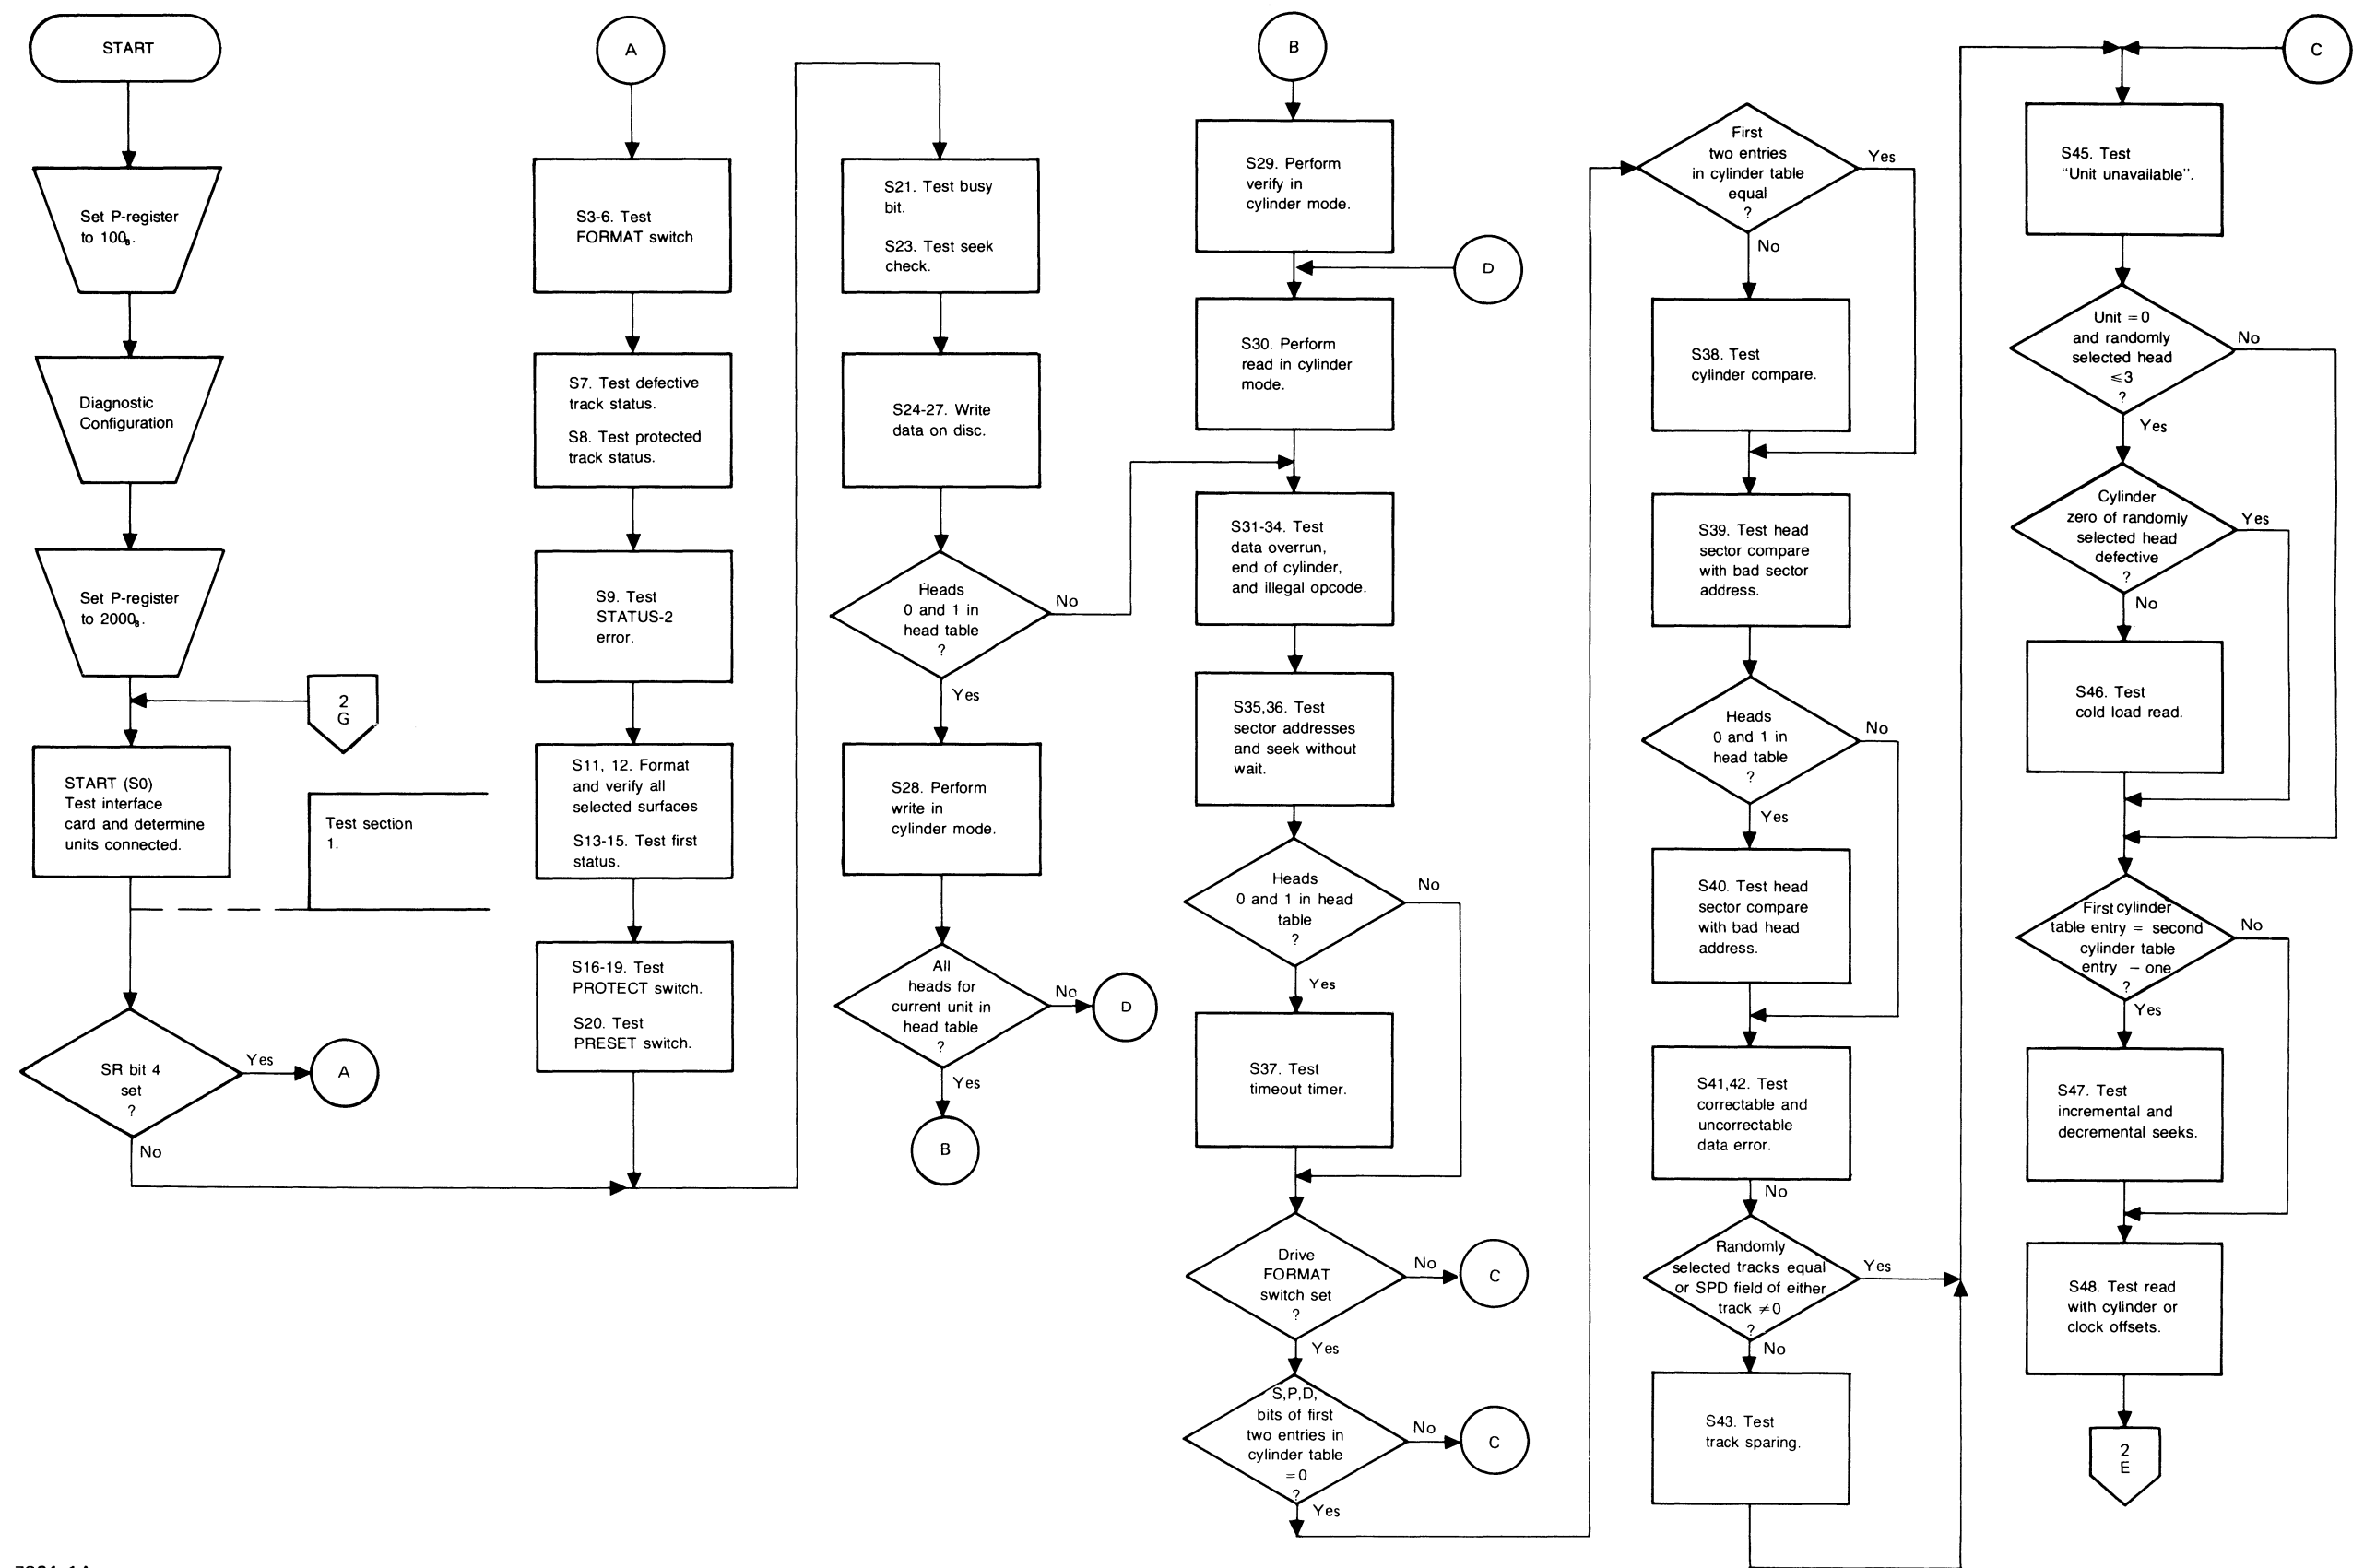 START
Set P-register
to 100₈.
Diagnostic
Configuration
Set P-register
to 2000₈.
2
G
START (S0)
Test interface
card and determine
units connected.
Test section
1.
SR bit 4
set
?
Yes
A
No
A
S3-6. Test
FORMAT switch
S7. Test defective
track status.
S8. Test protected
track status.
S9. Test
STATUS-2
error.
S11, 12. Format
and verify all
selected surfaces
S13-15. Test first
status.
S16-19. Test
PROTECT switch.
S20. Test
PRESET switch.
S21. Test busy
bit.
S23. Test seek
check.
S24-27. Write
data on disc.
Heads
0 and 1 in
head table
?
No
Yes
S28. Perform
write in
cylinder mode.
All
heads for
current unit in
head table
?
No
D
Yes
B
B
S29. Perform
verify in
cylinder mode.
D
S30. Perform
read in cylinder
mode.
S31-34. Test
data overrun,
end of cylinder,
and illegal opcode.
S35,36. Test
sector addresses
and seek without
wait.
Heads
0 and 1 in head
table
?
No
Yes
S37. Test
timeout timer.
Drive
FORMAT
switch set
?
No
C
Yes
S,P,D,
bits of first
two entries in
cylinder table
=0
?
No
C
Yes
First
two entries
in cylinder table
equal
?
Yes
No
S38. Test
cylinder compare.
S39. Test head
sector compare
with bad sector
address.
Heads
0 and 1 in
head table
?
No
Yes
S40. Test head
sector compare
with bad head
address.
S41,42. Test
correctable and
uncorrectable
data error.
No
Randomly
selected tracks equal
or SPD field of either
track ≠0
?
Yes
No
S43. Test
track sparing.
C
S45. Test
"Unit unavailable".
Unit =0
and randomly
selected head
≤3
?
No
Yes
Cylinder
zero of randomly
selected head
defective
?
Yes
No
S46. Test
cold load read.
First cylinder
table entry = second
cylinder table
entry - one
?
No
Yes
S47. Test
incremental and
decremental seeks.
S48. Test read
with cylinder or
clock offsets.
2
E